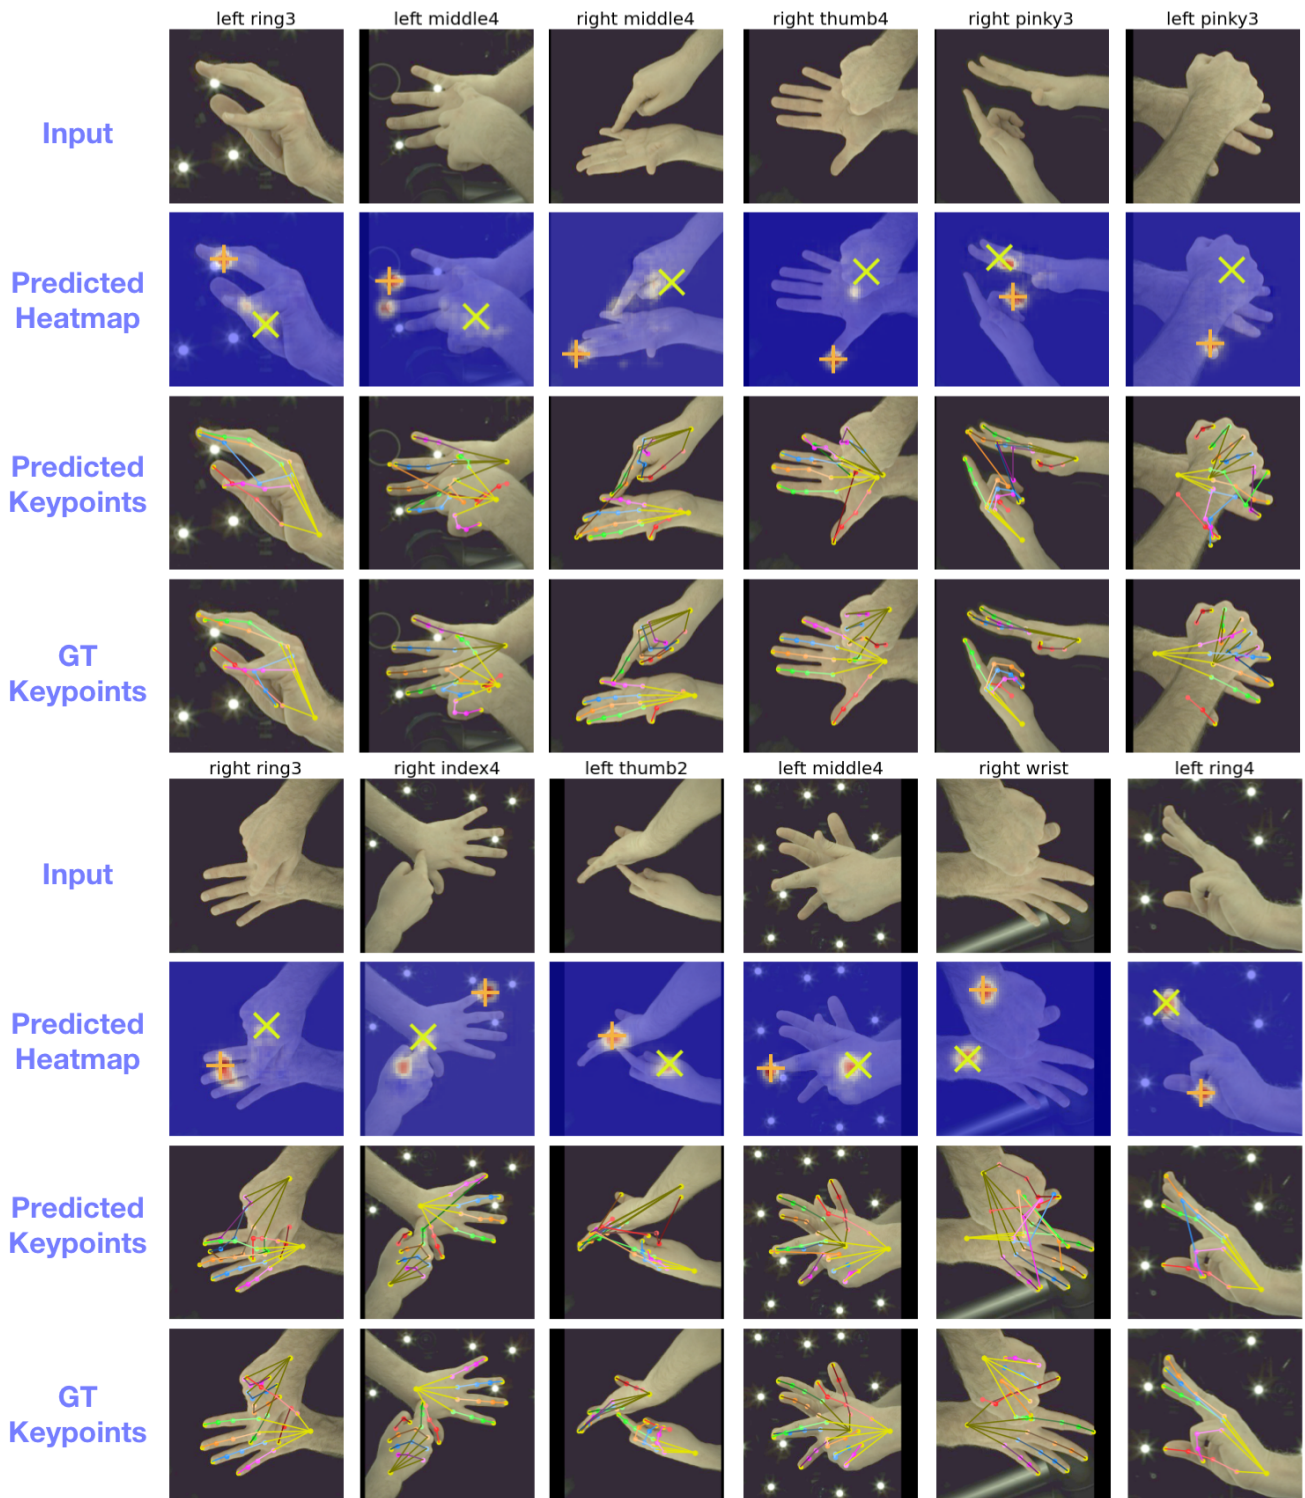 left ring3 left middle4 right middle4 right thumb4 right pinky3 left pinky3
Input
Predicted
Heatmap
Predicted
Keypoints
GT
Keypoints
right ring3 right index4 left thumb2 left middle4 right wrist left ring4
Input
Predicted
Heatmap
Predicted
Keypoints
GT
Keypoints